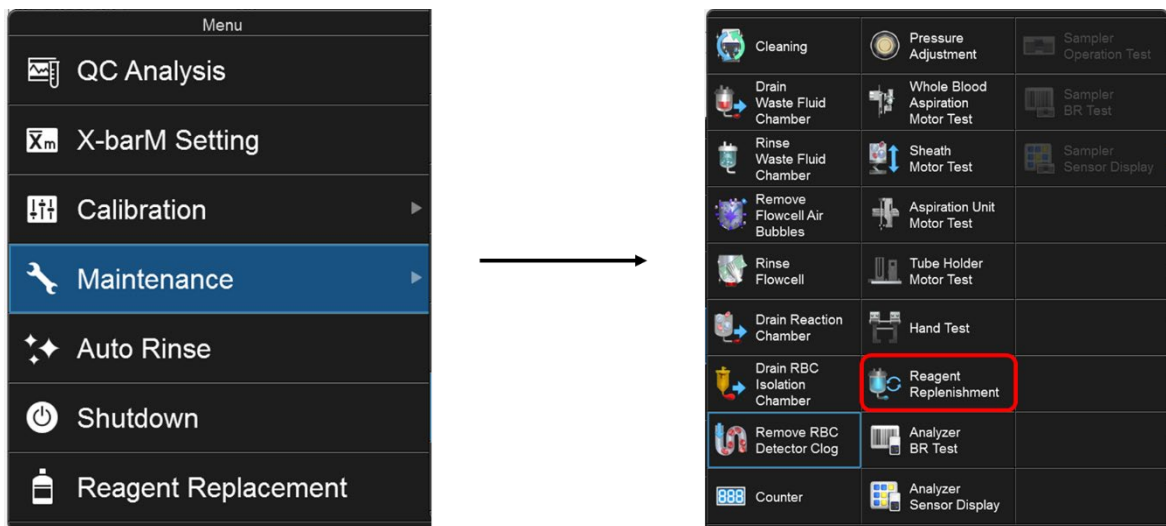 Menu
QC Analysis
X̄m X-barM Setting
Calibration
Maintenance
Auto Rinse
Shutdown
Reagent Replacement
Cleaning
Drain
Waste Fluid
Chamber
Rinse
Waste Fluid
Chamber
Remove
Flowcell Air
Bubbles
Rinse
Flowcell
Drain Reaction
Chamber
Drain RBC
Isolation
Chamber
Remove RBC
Detector Clog
888 Counter
Pressure
Adjustment
Whole Blood
Aspiration
Motor Test
Sheath
Motor Test
Aspiration Unit
Motor Test
Tube Holder
Motor Test
Hand Test
Reagent
Replenishment
Analyzer
BR Test
Analyzer
Sensor Display
Sampler
Operation Test
Sampler
BR Test
Sampler
Sensor Display